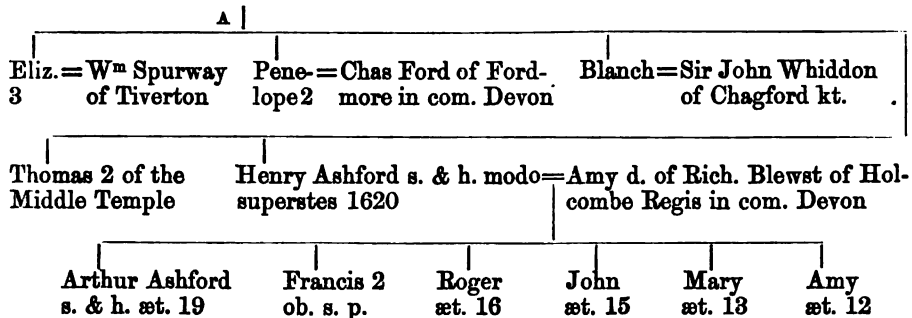 A
Eliz. = Wᵐ Spurway Pene- = Chas Ford of Ford- Blanch = Sir John Whiddon
3 of Tiverton lope 2 more in com. Devon of Chagford kt.
Thomas 2 of the Henry Ashford s. & h. modo = Amy d. of Rich. Blewst of Hol-
Middle Temple superstes 1620 combe Regis in com. Devon
Arthur Ashford Francis 2 Roger John Mary Amy
s. & h. æt. 19 ob. s. p. æt. 16 æt. 15 æt. 13 æt. 12